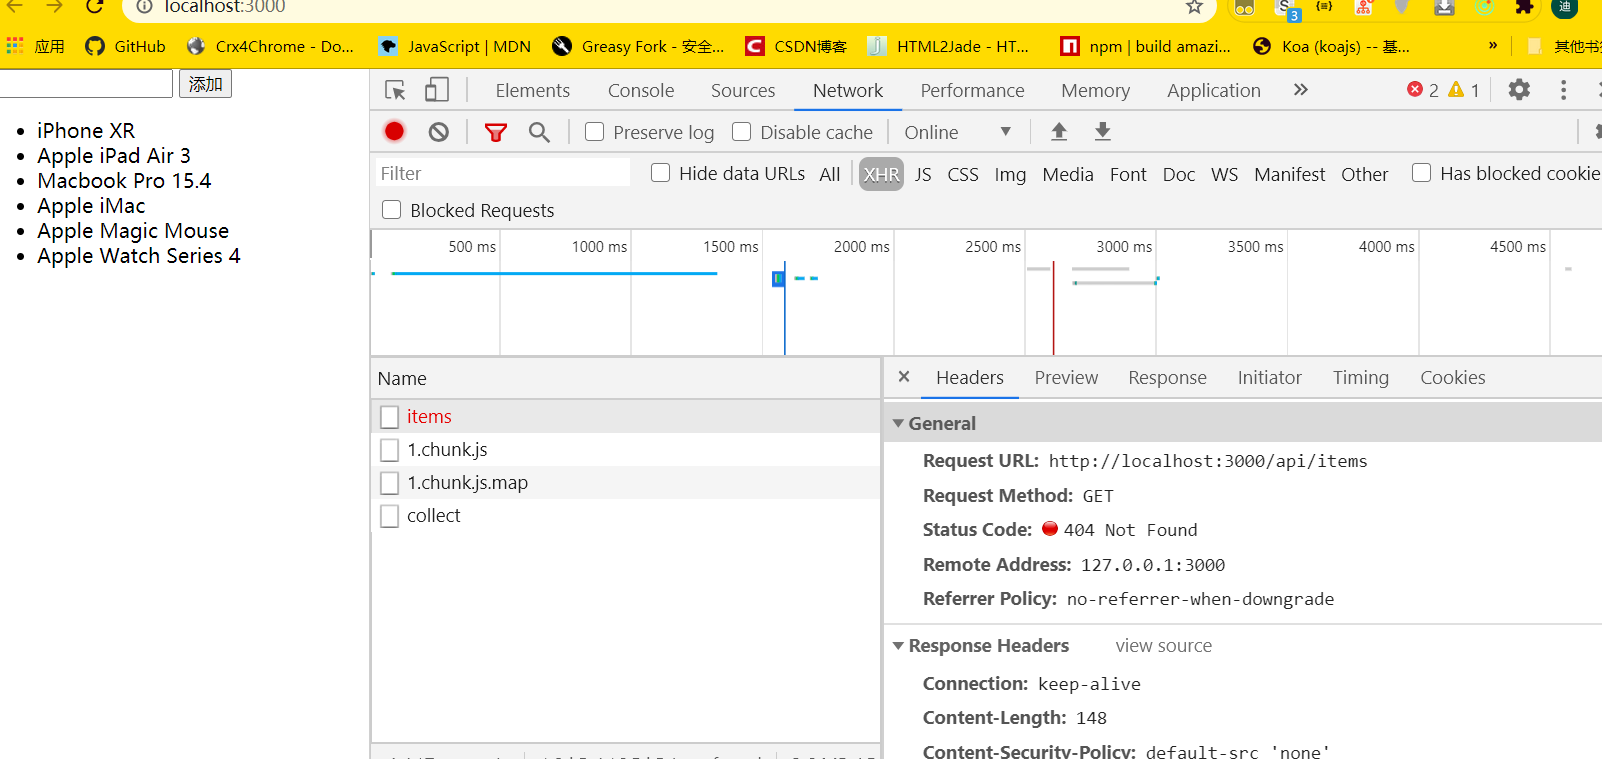 localhost:3000
S 3 迪
应用 GitHub Crx4Chrome - Do... JavaScript | MDN Greasy Fork - 安全... CSDN博客 HTML2Jade - HT... npm | build amazi... Koa (koajs) -- 基... » 其他书签
添加
Elements Console Sources Network Performance Memory Application » 2 1
Preserve log Disable cache Online
Filter Hide data URLs All XHR JS CSS Img Media Font Doc WS Manifest Other Has blocked cookie
Blocked Requests
iPhone XR
Apple iPad Air 3
Macbook Pro 15.4
Apple iMac
Apple Magic Mouse
Apple Watch Series 4
500 ms 1000 ms 1500 ms 2000 ms 2500 ms 3000 ms 3500 ms 4000 ms 4500 ms
Name
items
1.chunk.js
1.chunk.js.map
collect
Headers Preview Response Initiator Timing Cookies
General
Request URL: http://localhost:3000/api/items
Request Method: GET
Status Code: 404 Not Found
Remote Address: 127.0.0.1:3000
Referrer Policy: no-referrer-when-downgrade
Response Headers view source
Connection: keep-alive
Content-Length: 148
Content-Security-Policy: default-src 'none'